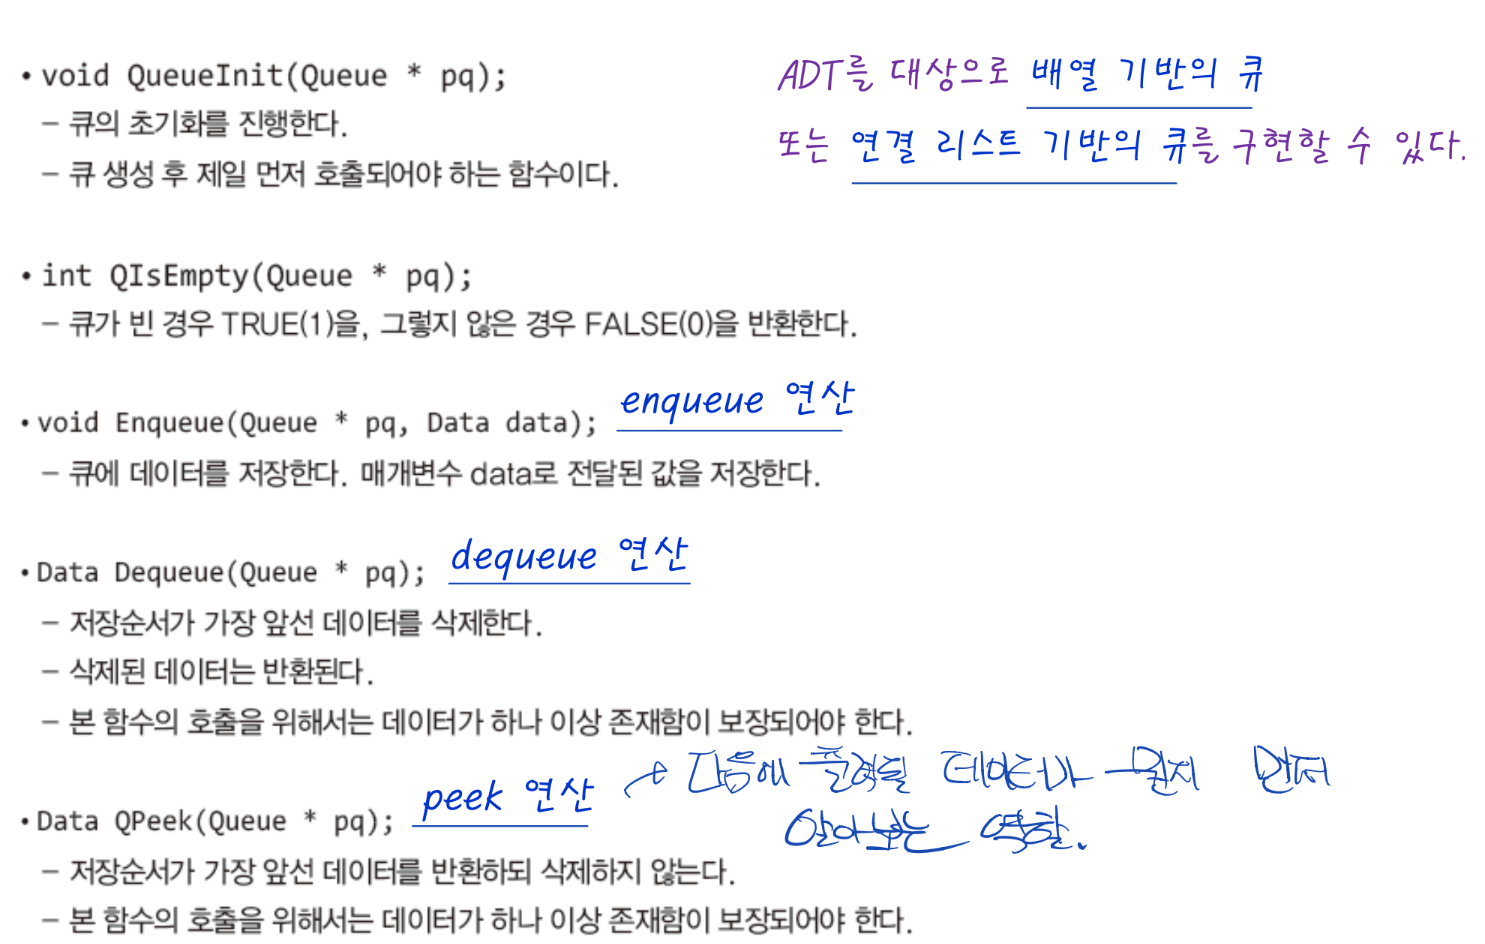 • void QueueInit(Queue * pq);
– 큐의 초기화를 진행한다.
– 큐 생성 후 제일 먼저 호출되어야 하는 함수이다.
ADT를 대상으로 배열 기반의 큐
또는 연결 리스트 기반의 큐를 구현할 수 있다.
• int QIsEmpty(Queue * pq);
– 큐가 빈 경우 TRUE(1)을, 그렇지 않은 경우 FALSE(0)을 반환한다.
• void Enqueue(Queue * pq, Data data); enqueue 연산
– 큐에 데이터를 저장한다. 매개변수 data로 전달된 값을 저장한다.
• Data Dequeue(Queue * pq); dequeue 연산
– 저장순서가 가장 앞선 데이터를 삭제한다.
– 삭제된 데이터는 반환된다.
– 본 함수의 호출을 위해서는 데이터가 하나 이상 존재함이 보장되어야 한다.
• Data QPeek(Queue * pq); peek 연산
다음에 데이터가 뭔지 먼저
알아보는 역할.
– 저장순서가 가장 앞선 데이터를 반환하되 삭제하지 않는다.
– 본 함수의 호출을 위해서는 데이터가 하나 이상 존재함이 보장되어야 한다.